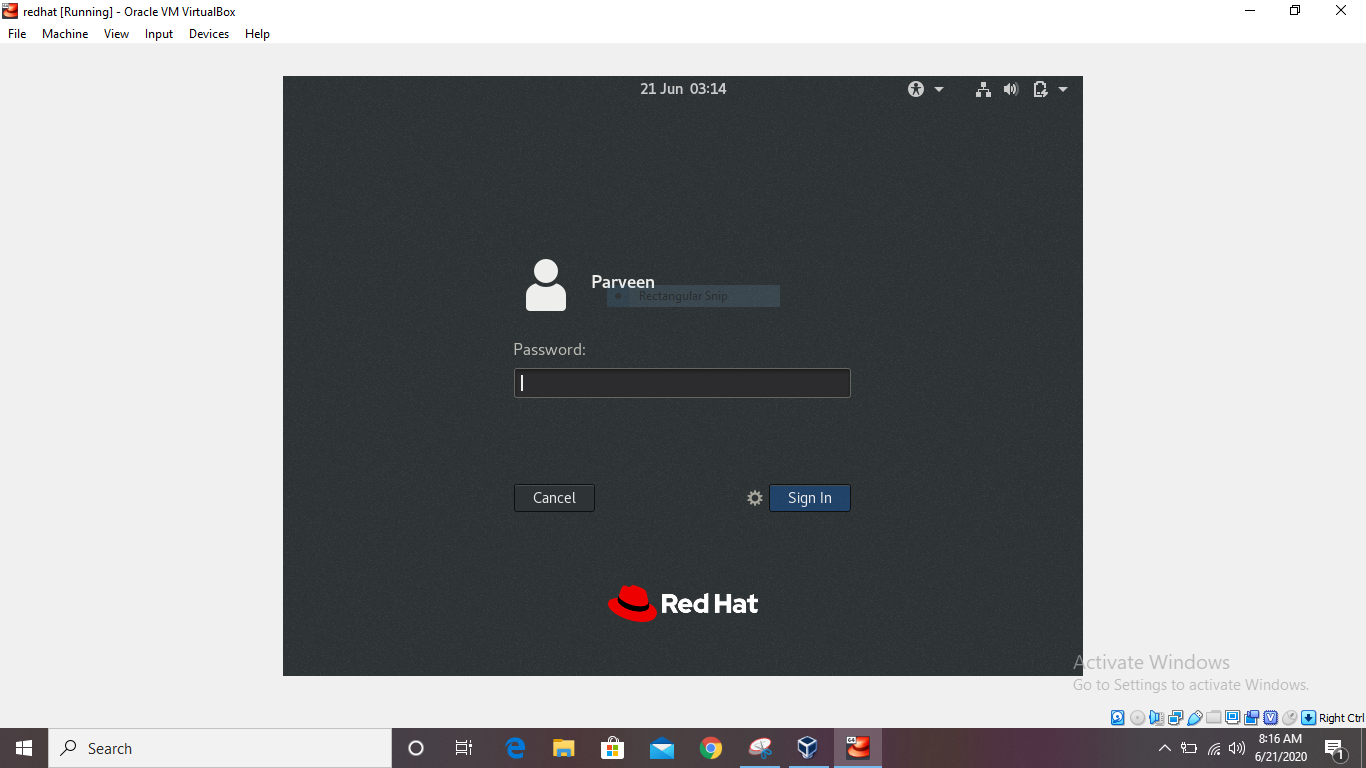 redhat [Running] - Oracle VM VirtualBox
File Machine View Input Devices Help
21 Jun 03:14
Parveen
Rectangular Snip
Password:
Cancel
Sign In
Red Hat
Activate Windows
Go to Settings to activate Windows.
Right Ctrl
Search
8:16 AM
6/21/2020
1